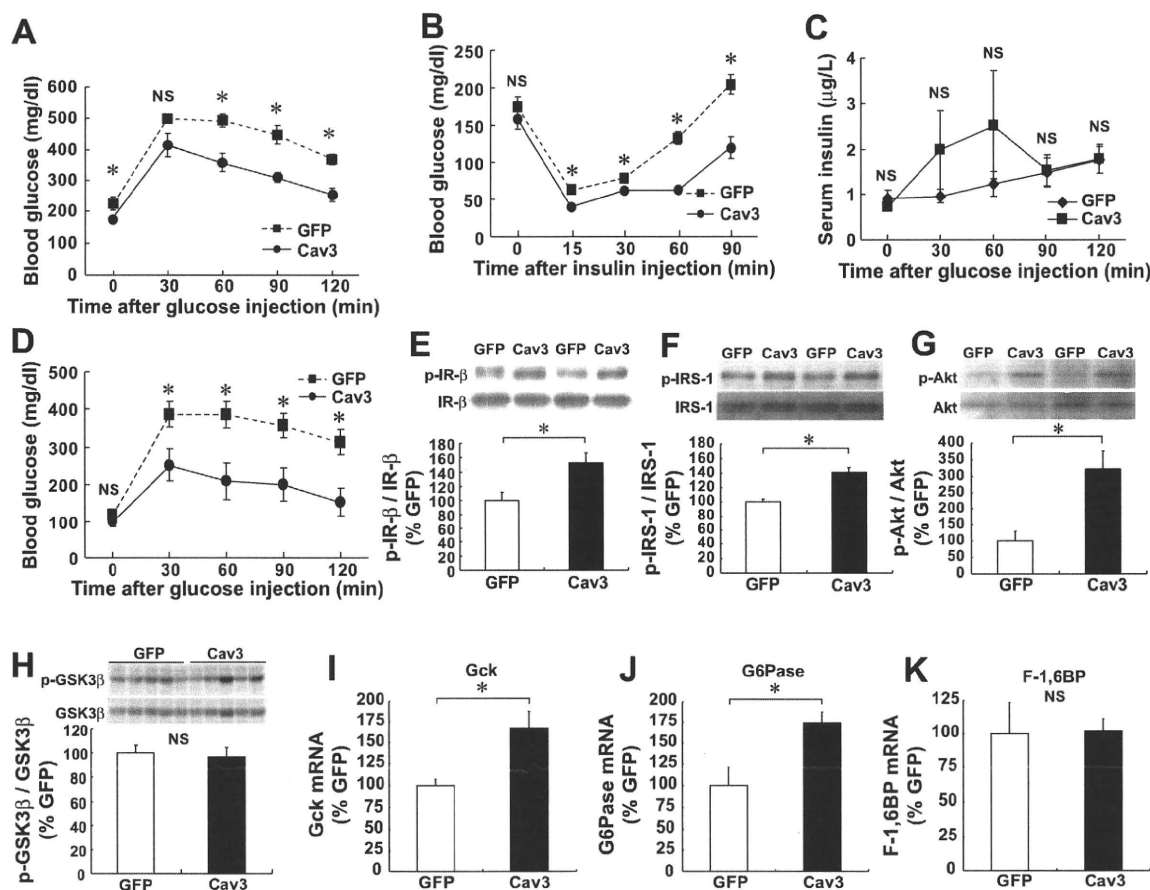 A
Blood glucose (mg/dl)
600
500
400
300
200
100
0
*
NS
*
*
*
GFP
Cav3
0 30 60 90 120
Time after glucose injection (min)
B
Blood glucose (mg/dl)
250
200
150
100
50
0
NS
*
*
*
*
GFP
Cav3
0 15 30 60 90
Time after insulin injection (min)
C
Serum insulin (μg/L)
4
3
2
1
0
NS
NS
NS
NS
NS
GFP
Cav3
0 30 60 90 120
Time after glucose injection (min)
D
Blood glucose (mg/dl)
500
400
300
200
100
0
NS
*
*
*
*
GFP
Cav3
0 30 60 90 120
Time after glucose injection (min)
E
GFP Cav3 GFP Cav3
p-IR-β
IR-β
*
p-IR-β / IR-β
(% GFP)
180
160
140
120
100
80
60
40
20
0
GFP Cav3
F
GFP Cav3 GFP Cav3
p-IRS-1
IRS-1
*
p-IRS-1 / IRS-1
(% GFP)
180
160
140
120
100
80
60
40
20
0
GFP Cav3
G
GFP Cav3 GFP Cav3
p-Akt
Akt
*
p-Akt / Akt
(% GFP)
400
350
300
250
200
150
100
50
0
GFP Cav3
H
GFP Cav3
p-GSK3β
GSK3β
NS
p-GSK3β / GSK3β
(% GFP)
120
100
80
60
40
20
0
GFP Cav3
I
Gck
*
Gck mRNA
(% GFP)
200
175
150
125
100
75
50
25
0
GFP Cav3
J
G6Pase
*
G6Pase mRNA
(% GFP)
200
175
150
125
100
75
50
25
0
GFP Cav3
K
F-1,6BP
NS
F-1,6BP mRNA
(% GFP)
125
100
75
50
25
0
GFP Cav3